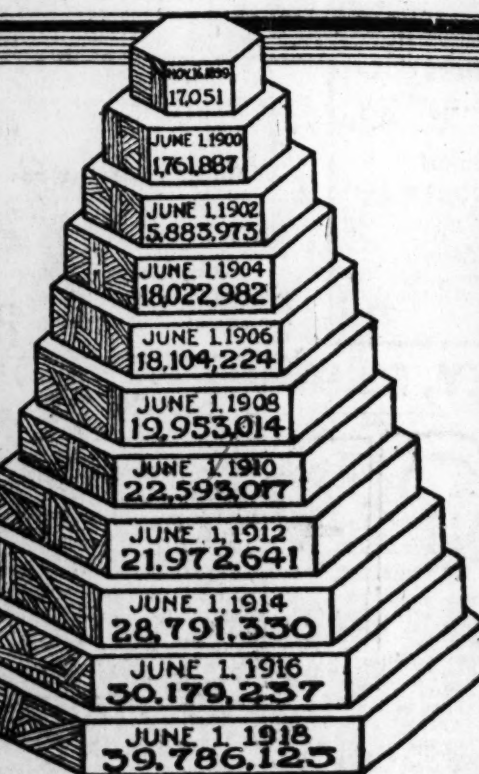 1899
17,051
JUNE 1, 1900
1,761,887
JUNE 1, 1902
5,883,973
JUNE 1, 1904
18,022,982
JUNE 1, 1906
18,104,224
JUNE 1, 1908
19,953,014
JUNE 1, 1910
22,593,077
JUNE 1, 1912
21,972,641
JUNE 1, 1914
28,791,330
JUNE 1, 1916
30,179,237
JUNE 1, 1918
39,786,123